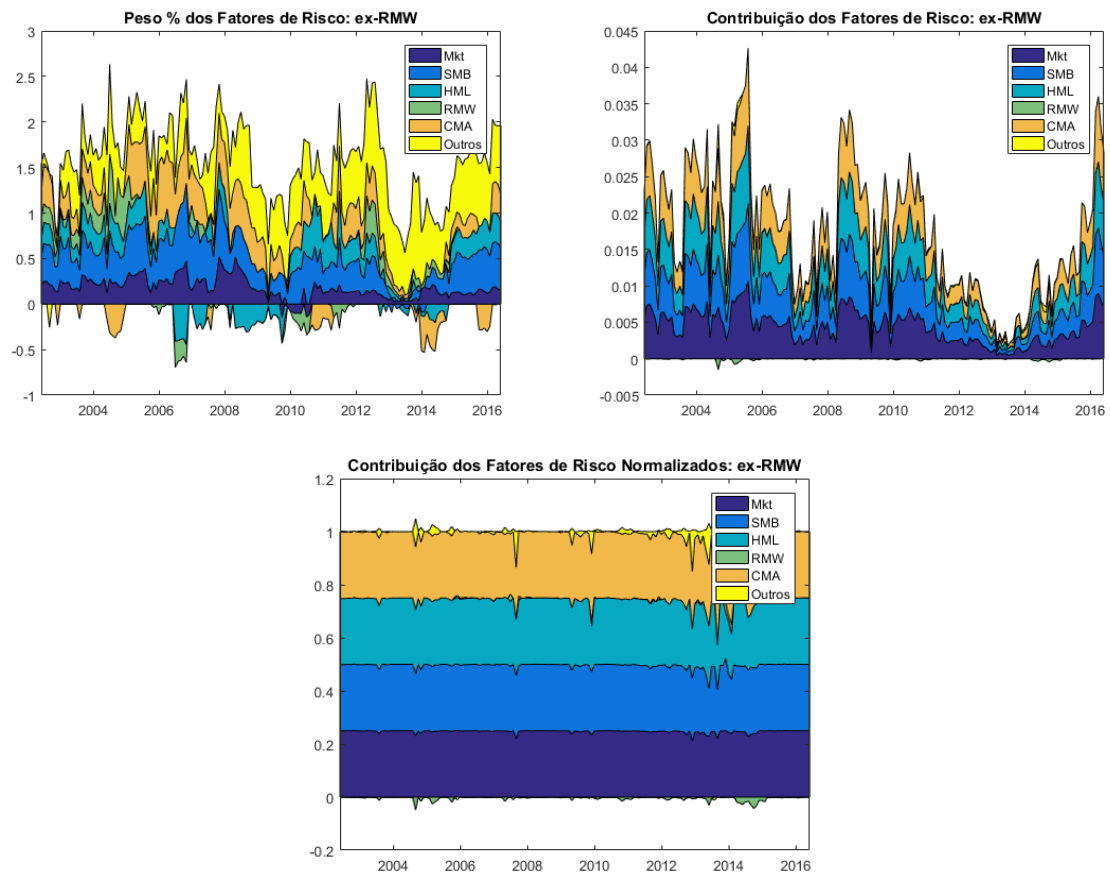 Peso % dos Fatores de Risco: ex-RMW
3
2.5
2
1.5
1
0.5
0
-0.5
-1
2004 2006 2008 2010 2012 2014 2016
Mkt
SMB
HML
RMW
CMA
Outros
Contribuição dos Fatores de Risco: ex-RMW
0.045
0.04
0.035
0.03
0.025
0.02
0.015
0.01
0.005
0
-0.005
2004 2006 2008 2010 2012 2014 2016
Mkt
SMB
HML
RMW
CMA
Outros
Contribuição dos Fatores de Risco Normalizados: ex-RMW
1.2
1
0.8
0.6
0.4
0.2
0
-0.2
2004 2006 2008 2010 2012 2014 2016
Mkt
SMB
HML
RMW
CMA
Outros